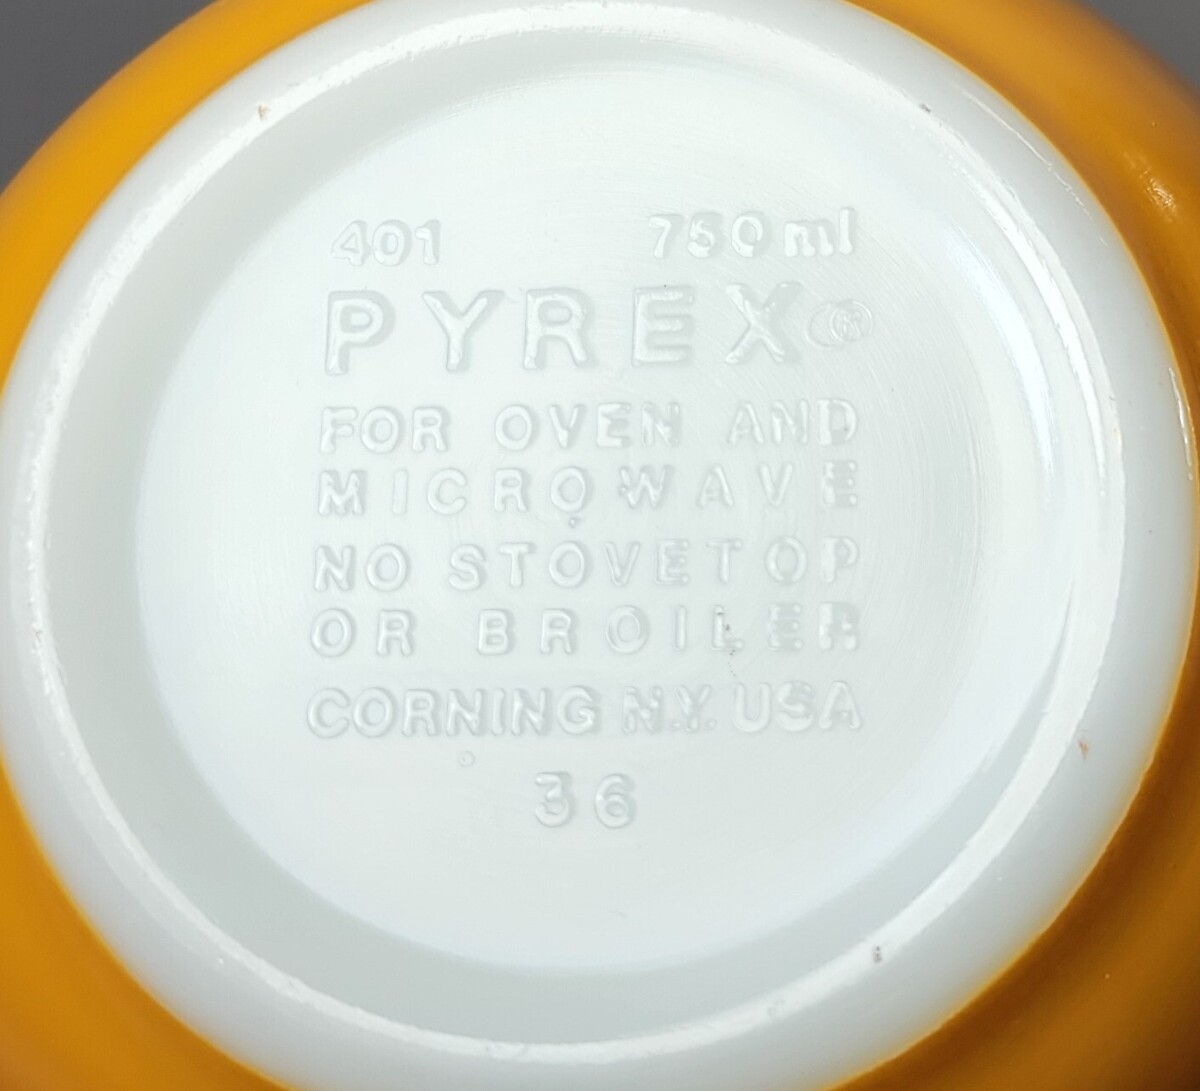 401 750 ml
PYREX®
FOR OVEN AND
MICROWAVE
NO STOVETOP
OR BROILER
CORNING N.Y. USA
36